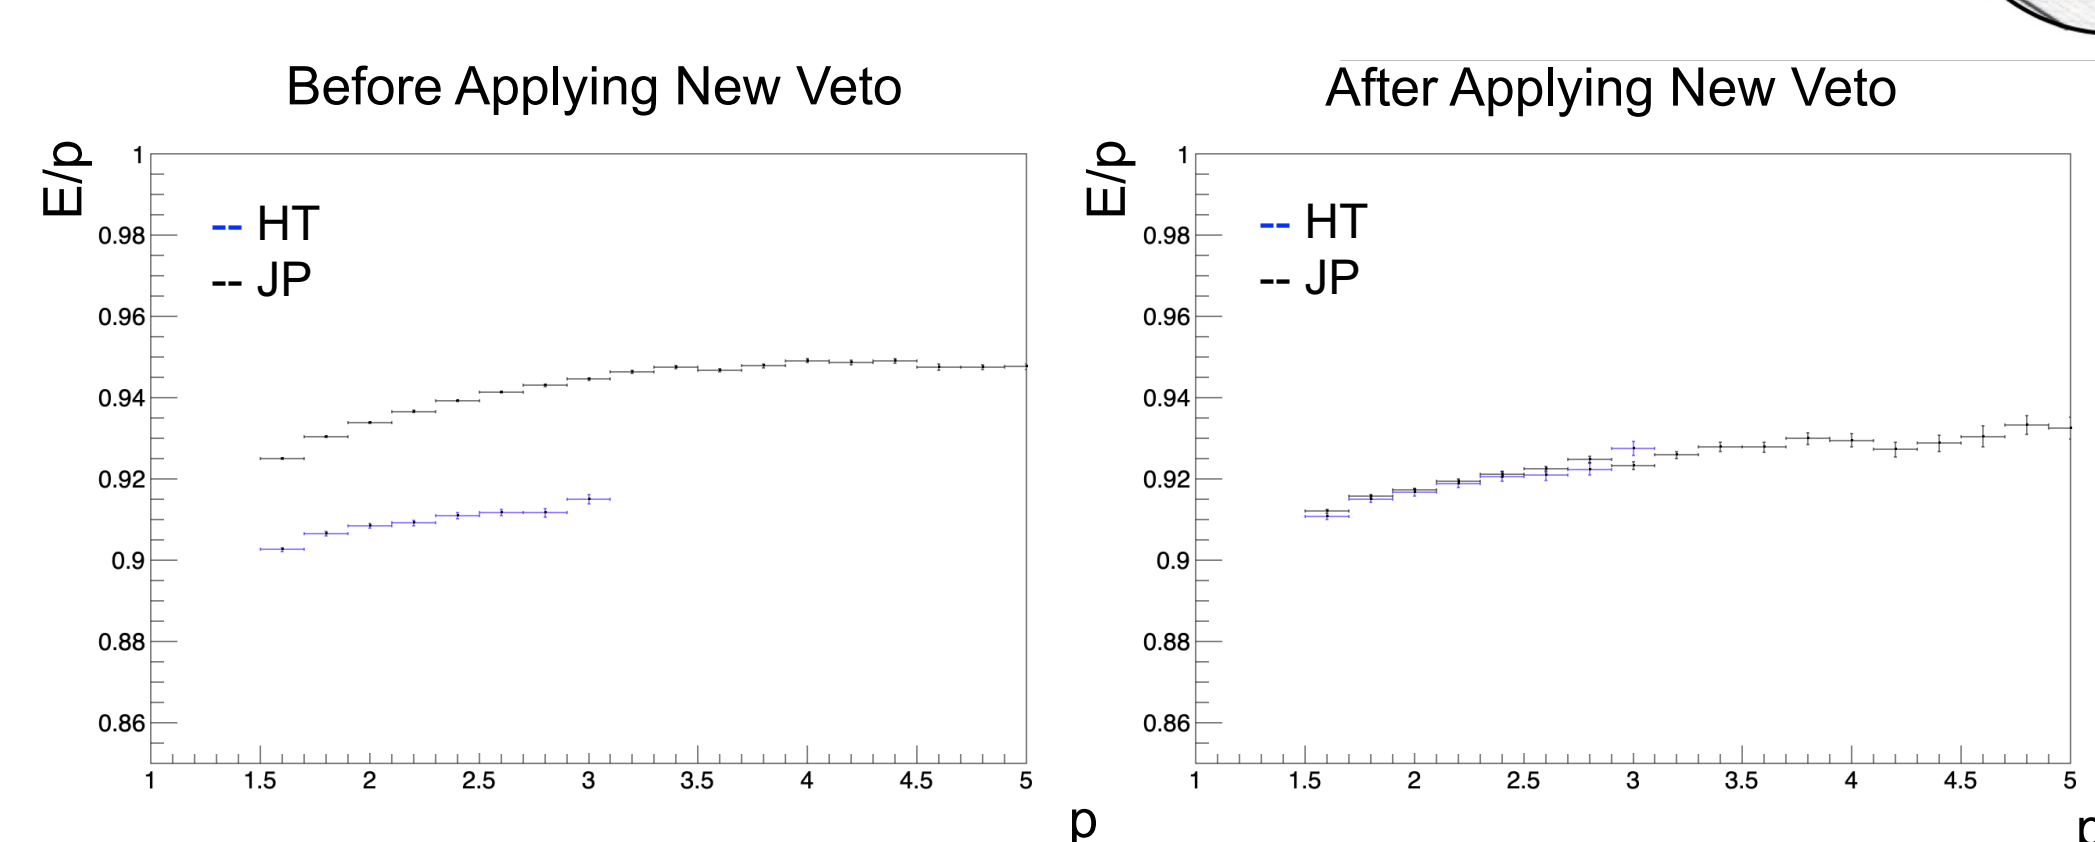 Before Applying New Veto
E/p
1
0.98
0.96
0.94
0.92
0.9
0.88
0.86
-- HT
-- JP
1 1.5 2 2.5 3 3.5 4 4.5 5
p
After Applying New Veto
E/p
1
0.98
0.96
0.94
0.92
0.9
0.88
0.86
-- HT
-- JP
1 1.5 2 2.5 3 3.5 4 4.5 5
p